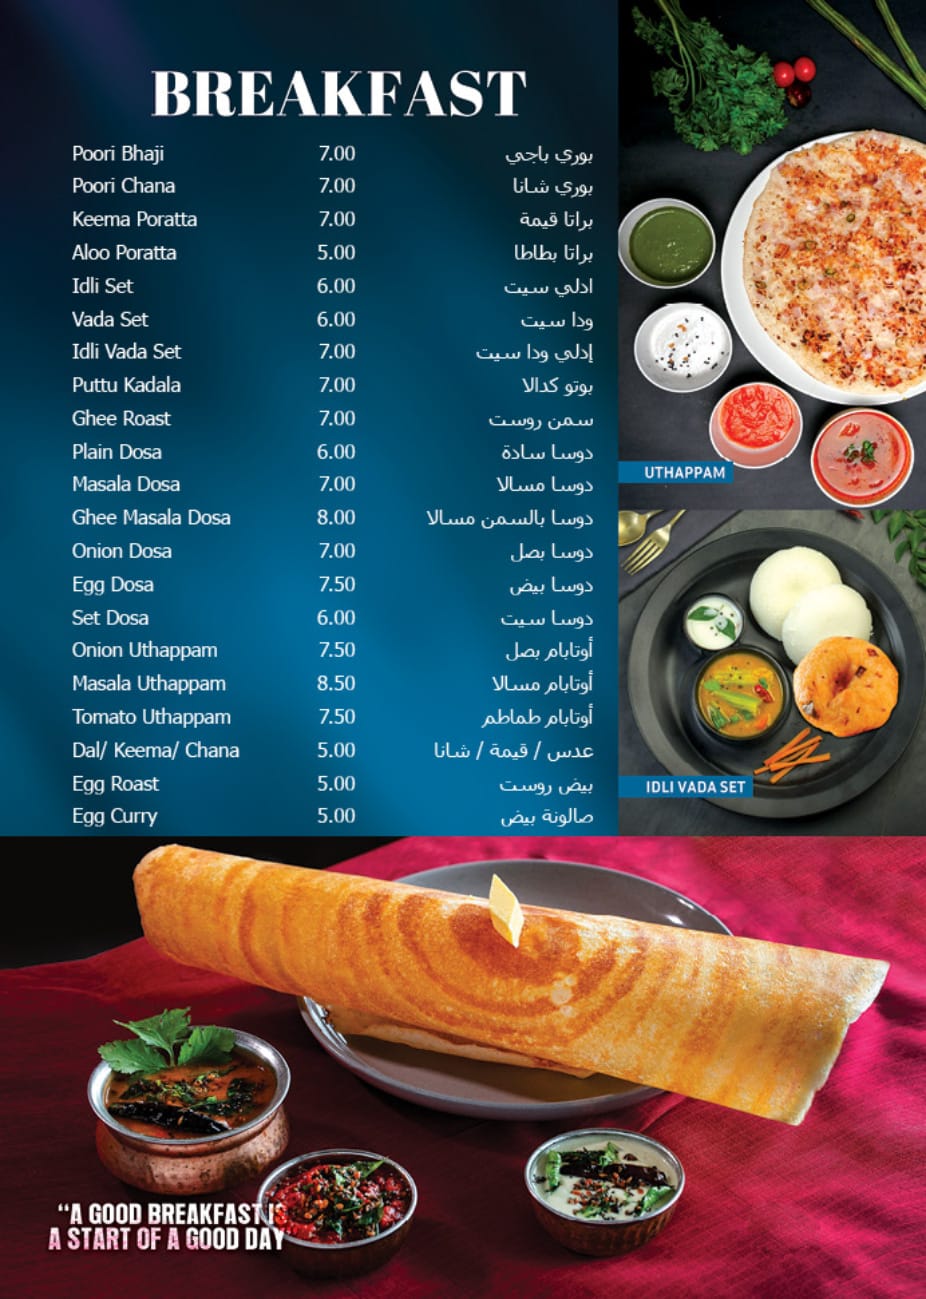 BREAKFAST
Poori Bhaji 7.00 بوري باجي
Poori Chana 7.00 بوري شانا
Keema Poratta 7.00 براتا قيمة
Aloo Poratta 5.00 براتا بطاطا
Idli Set 6.00 ادلي سيت
Vada Set 6.00 ودا سيت
Idli Vada Set 7.00 إدلي ودا سيت
Puttu Kadala 7.00 بوتو كدالا
Ghee Roast 7.00 سمن روست
Plain Dosa 6.00 دوسا سادة
Masala Dosa 7.00 دوسا مسالا
Ghee Masala Dosa 8.00 دوسا بالسمن مسالا
Onion Dosa 7.00 دوسا بصل
Egg Dosa 7.50 دوسا بيض
Set Dosa 6.00 دوسا سيت
Onion Uthappam 7.50 أوتابام بصل
Masala Uthappam 8.50 أوتابام مسالا
Tomato Uthappam 7.50 أوتابام طماطم
Dal/ Keema/ Chana 5.00 عدس / قيمة / شانا
Egg Roast 5.00 بيض روست
Egg Curry 5.00 صالونة بيض
UTHAPPAM
IDLI VADA SET
“A GOOD BREAKFAST IS
A START OF A GOOD DAY